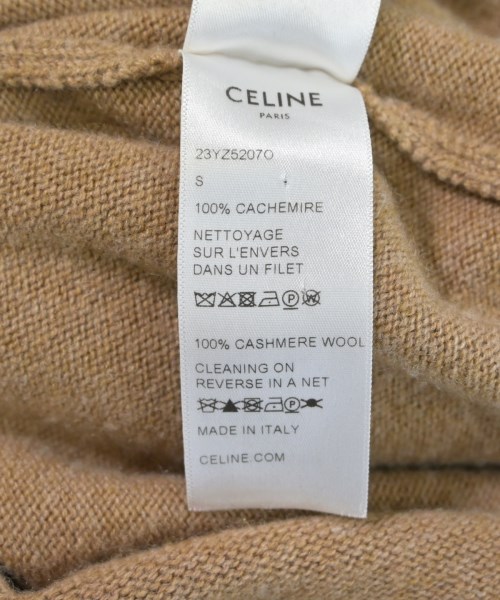 CELINE
PARIS
23YZ5207O
S
100% CACHEMIRE
NETTOYAGE
SUR L'ENVERS
DANS UN FILET
100% CASHMERE WOOL
CLEANING ON
REVERSE IN A NET
MADE IN ITALY
CELINE.COM